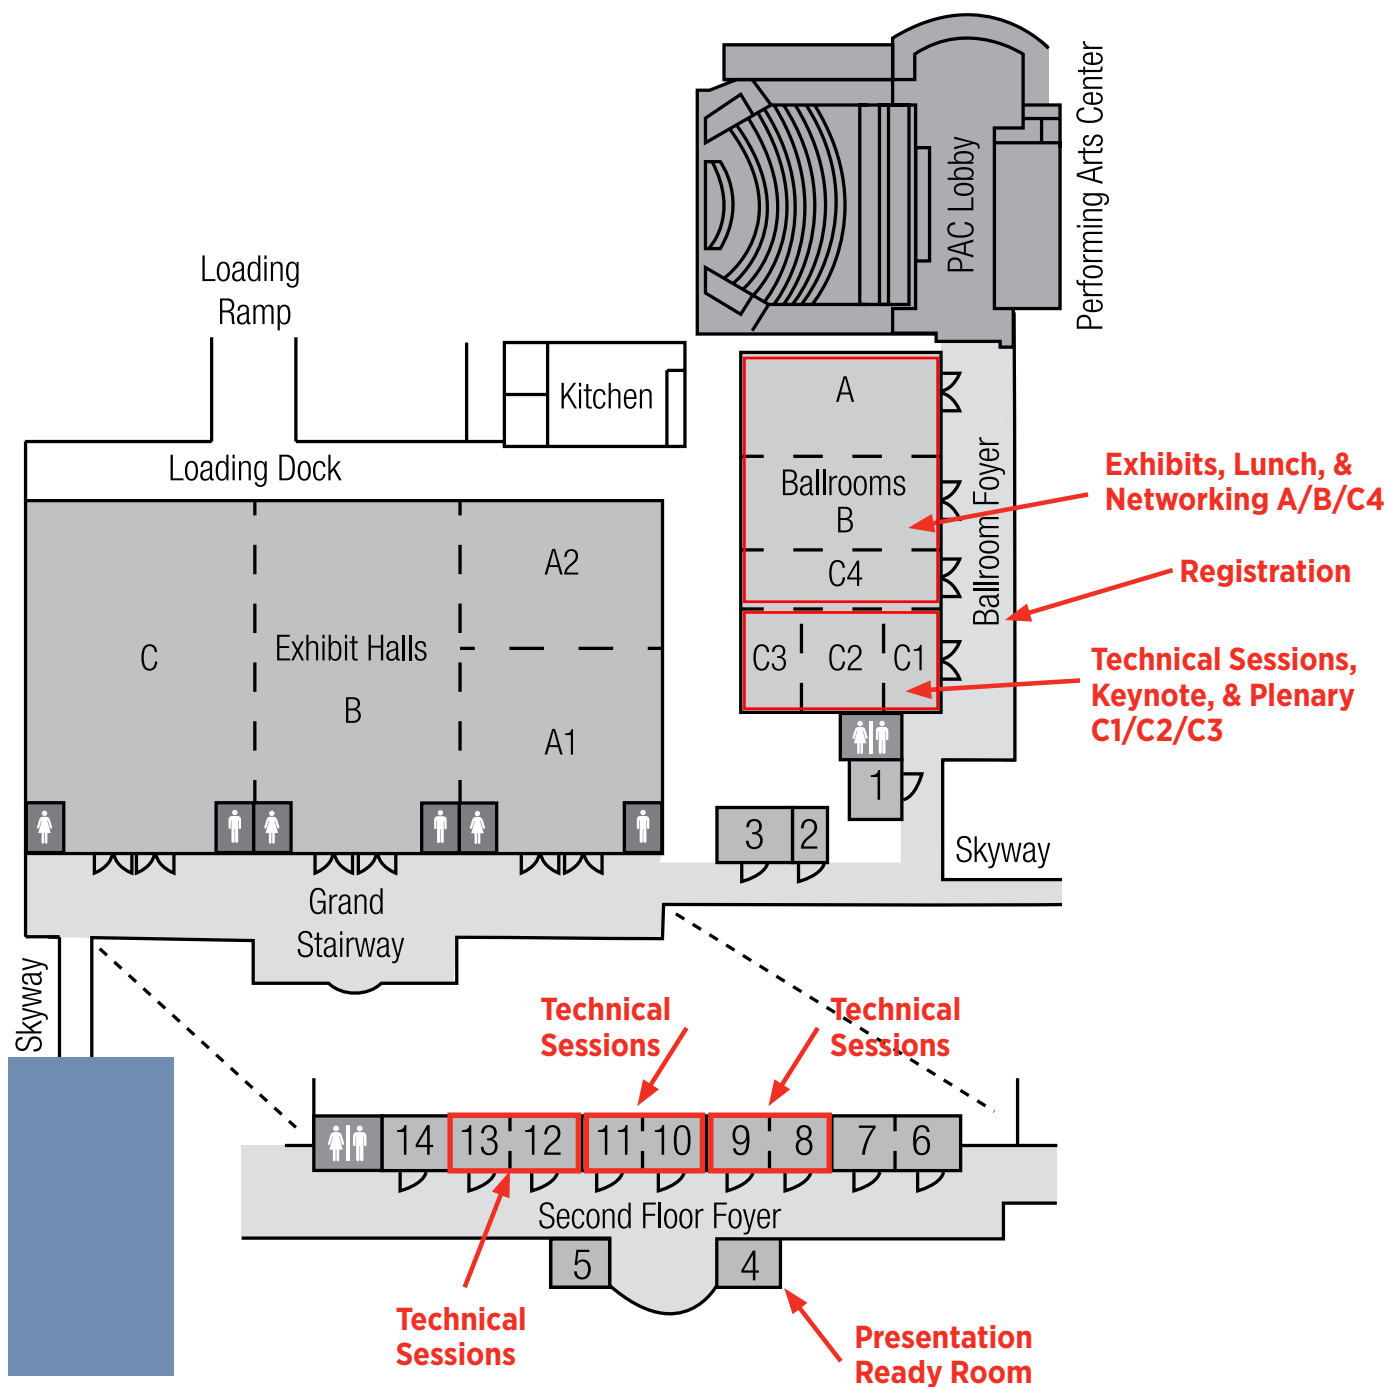 Performing Arts Center
PAC Lobby
Loading
Ramp
Kitchen
Loading Dock
A
Ballrooms
B
C4
C3
C2
C1
Ballroom Foyer
Exhibits, Lunch, &
Networking A/B/C4
Registration
Technical Sessions,
Keynote, & Plenary
C1/C2/C3
C
Exhibit Halls
B
A2
A1
1
3
2
Skyway
Grand
Stairway
Skyway
Technical
Sessions
Technical
Sessions
14
13
12
11
10
9
8
7
6
Second Floor Foyer
5
4
Technical
Sessions
Presentation
Ready Room